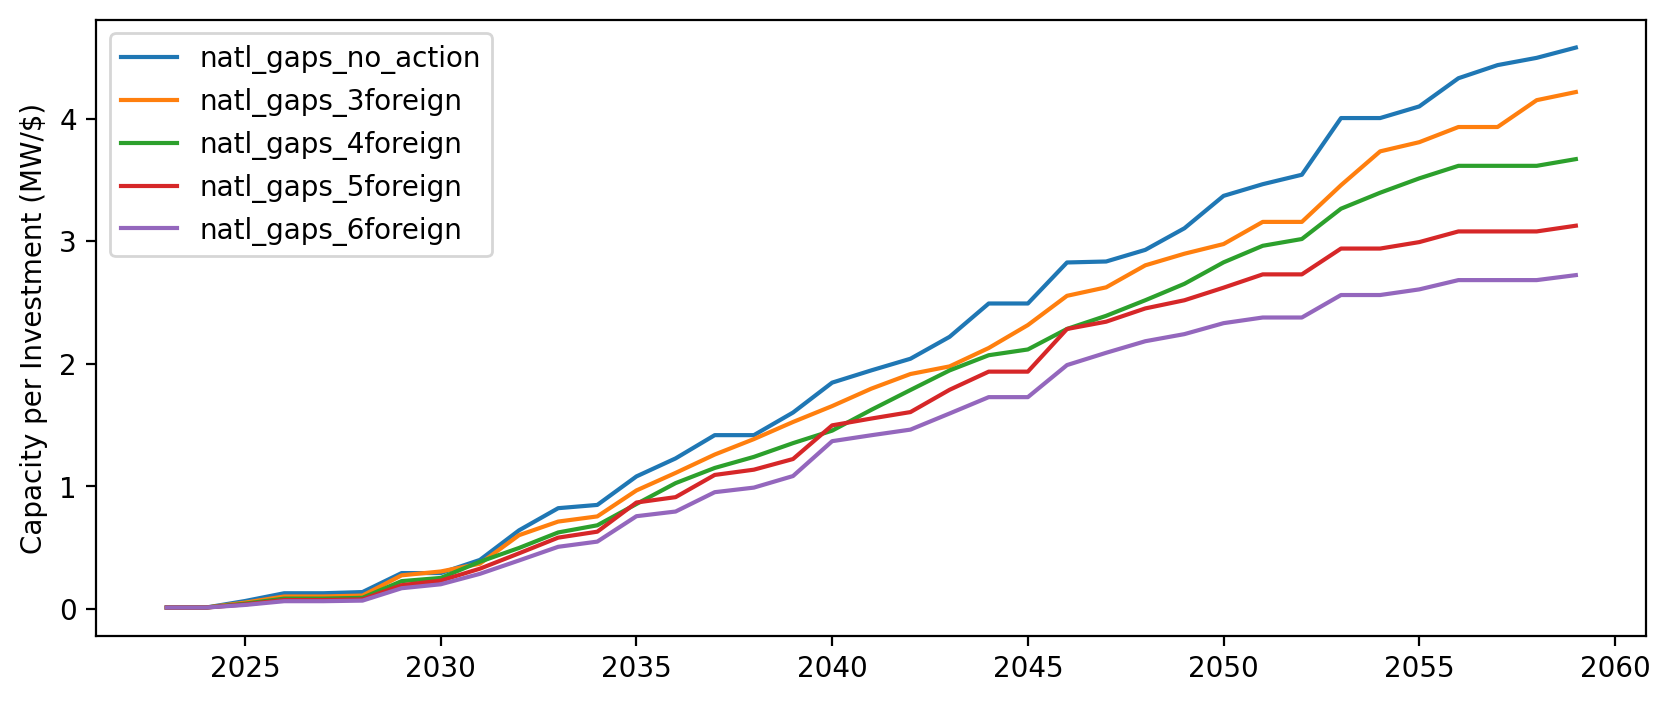 natl_gaps_no_action
natl_gaps_3foreign
natl_gaps_4foreign
natl_gaps_5foreign
natl_gaps_6foreign
Capacity per Investment (MW/$)
4
3
2
1
0
2025 2030 2035 2040 2045 2050 2055 2060